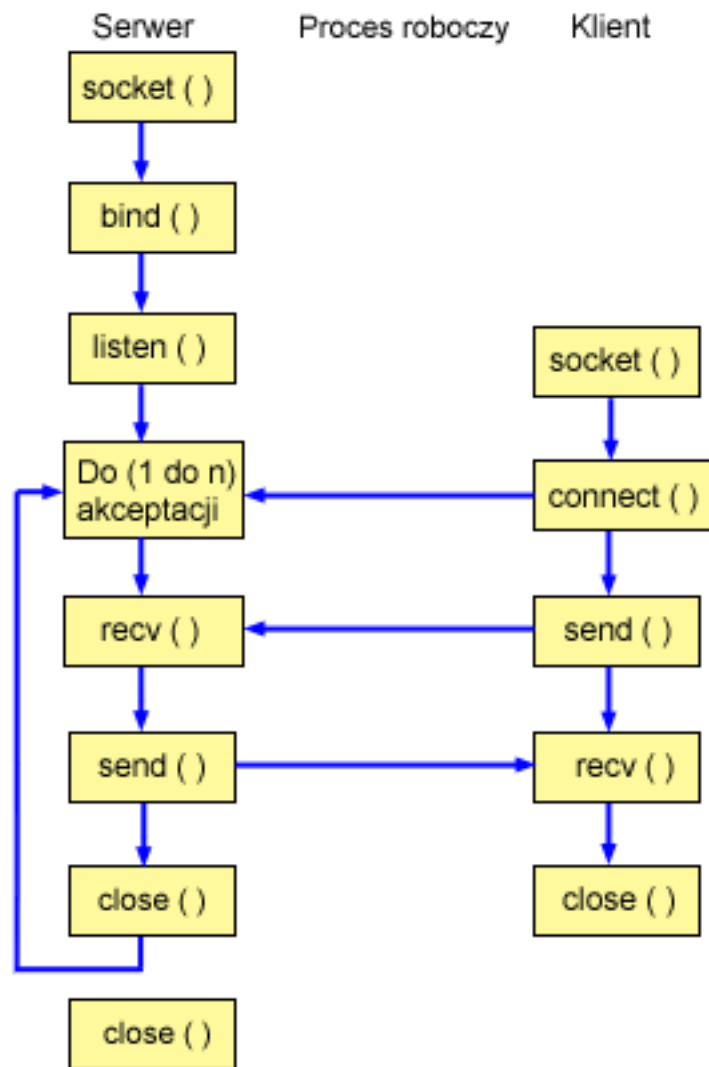 Serwer Proces roboczy Klient
socket ( )
bind ( )
listen ( )
socket ( )
Do (1 do n)
akceptacji
connect ( )
recv ( )
send ( )
send ( )
recv ( )
close ( )
close ( )
close ( )